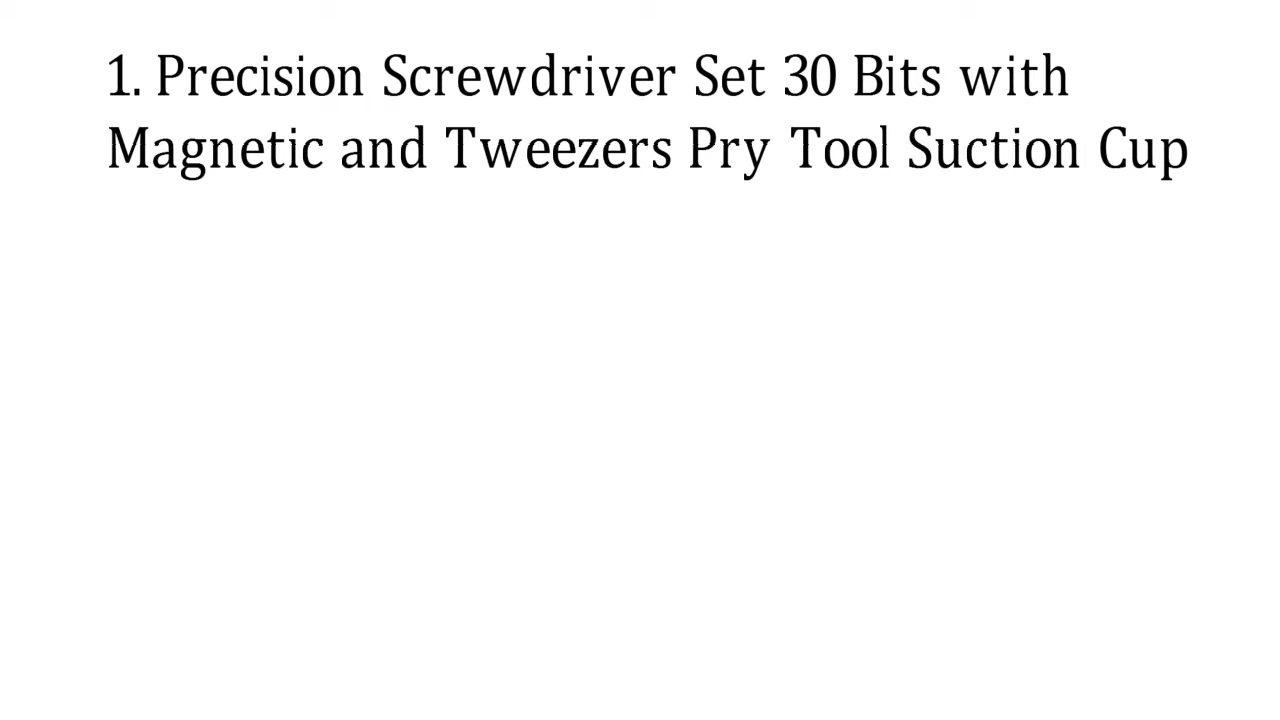 1. Precision Screwdriver Set 30 Bits with
Magnetic and Tweezers Pry Tool Suction Cup